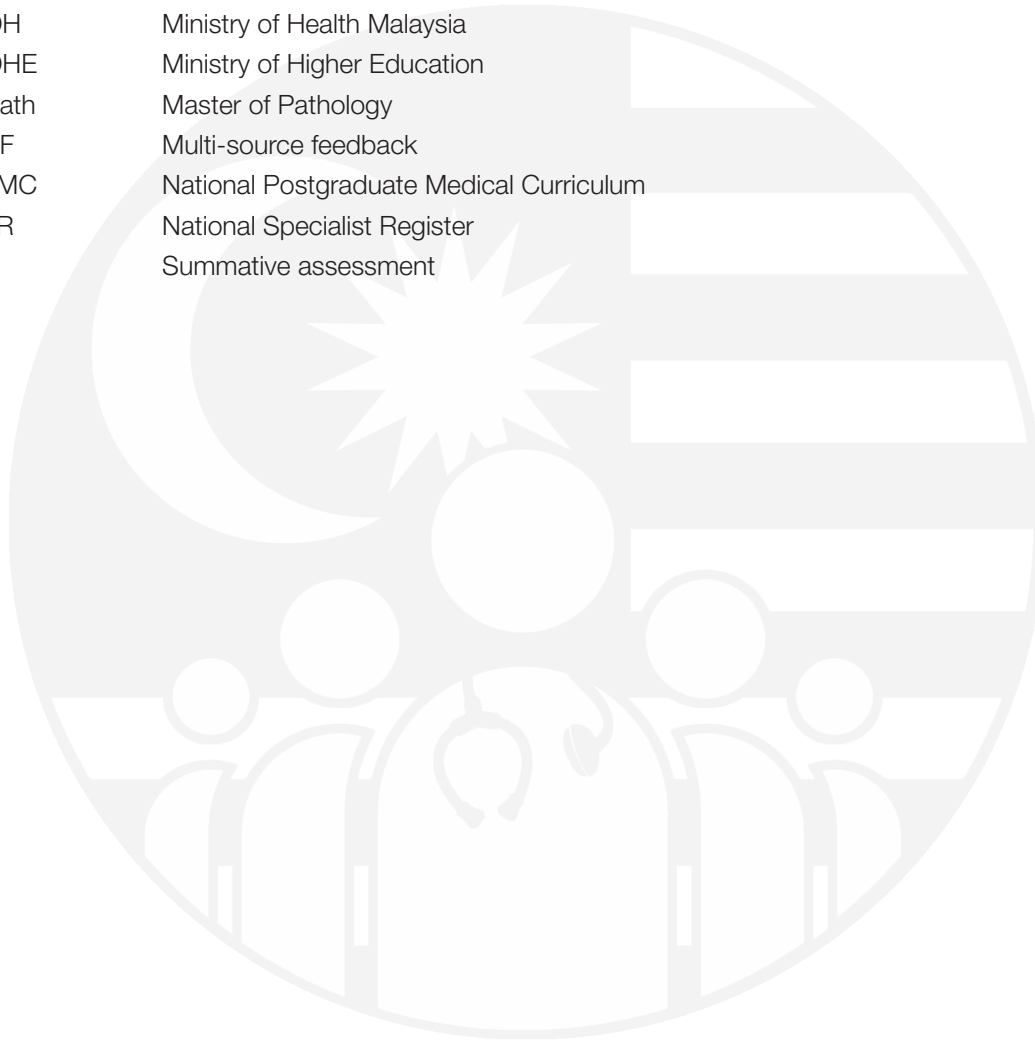 OH Ministry of Health Malaysia
OHE Ministry of Higher Education
ath Master of Pathology
F Multi-source feedback
MC National Postgraduate Medical Curriculum
R National Specialist Register
Summative assessment